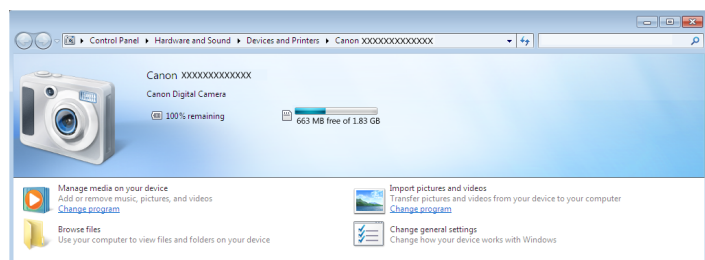 Control Panel ▸ Hardware and Sound ▸ Devices and Printers ▸ Canon XXXXXXXXXXXXX
Canon XXXXXXXXXXXXX
Canon Digital Camera
100% remaining
663 MB free of 1.83 GB
Manage media on your device
Add or remove music, pictures, and videos
Change program
Import pictures and videos
Transfer pictures and videos from your device to your computer
Change program
Browse files
Use your computer to view files and folders on your device
Change general settings
Change how your device works with Windows